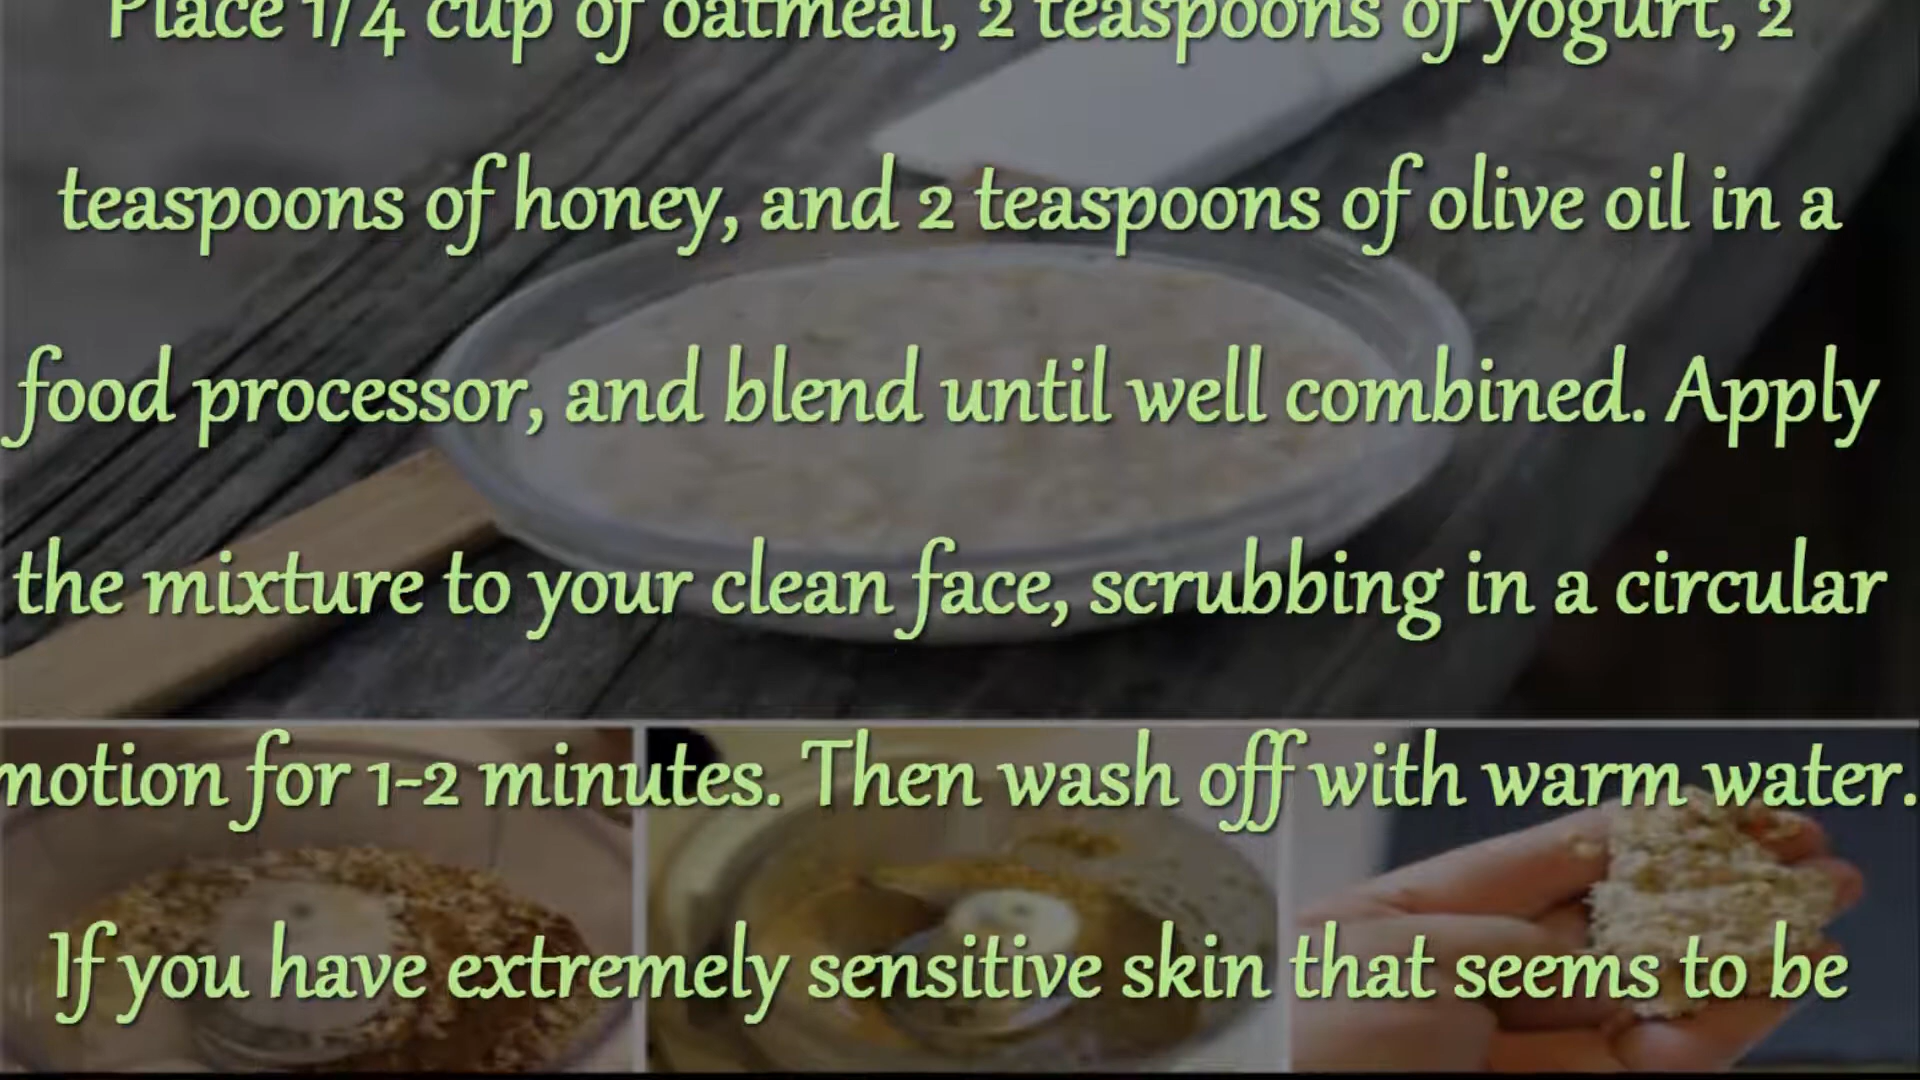 Place 1/4 cup of oatmeal, 2 teaspoons of yogurt, 2
teaspoons of honey, and 2 teaspoons of olive oil in a
food processor, and blend until well combined. Apply
the mixture to your clean face, scrubbing in a circular
motion for 1-2 minutes. Then wash off with warm water.
If you have extremely sensitive skin that seems to be